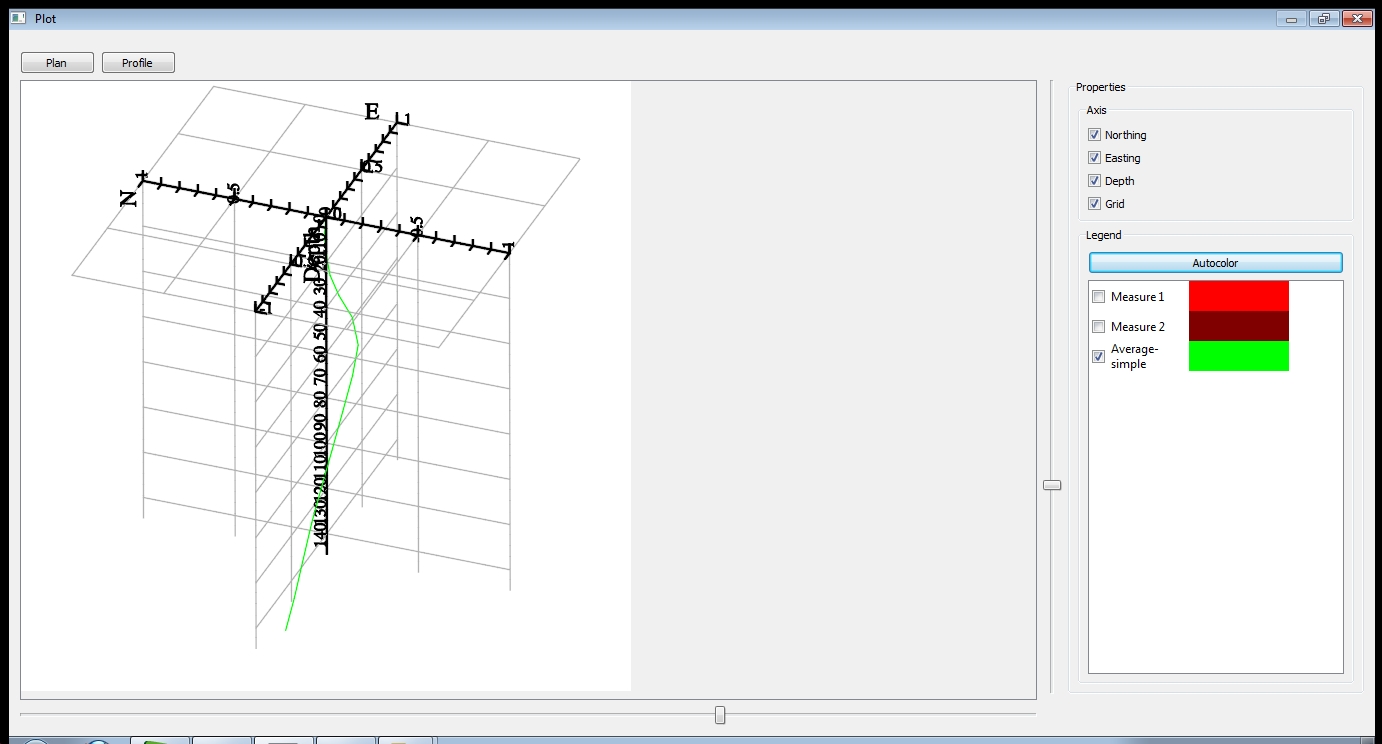 Plot
Plan
Profile
E
1
0.5
N
1
0.5
0
0.5
1
Depth
30
40
50
60
70
80
90
100
110
120
130
140
Properties
Axis
Northing
Easting
Depth
Grid
Legend
Autocolor
Measure 1
Measure 2
Average-
simple